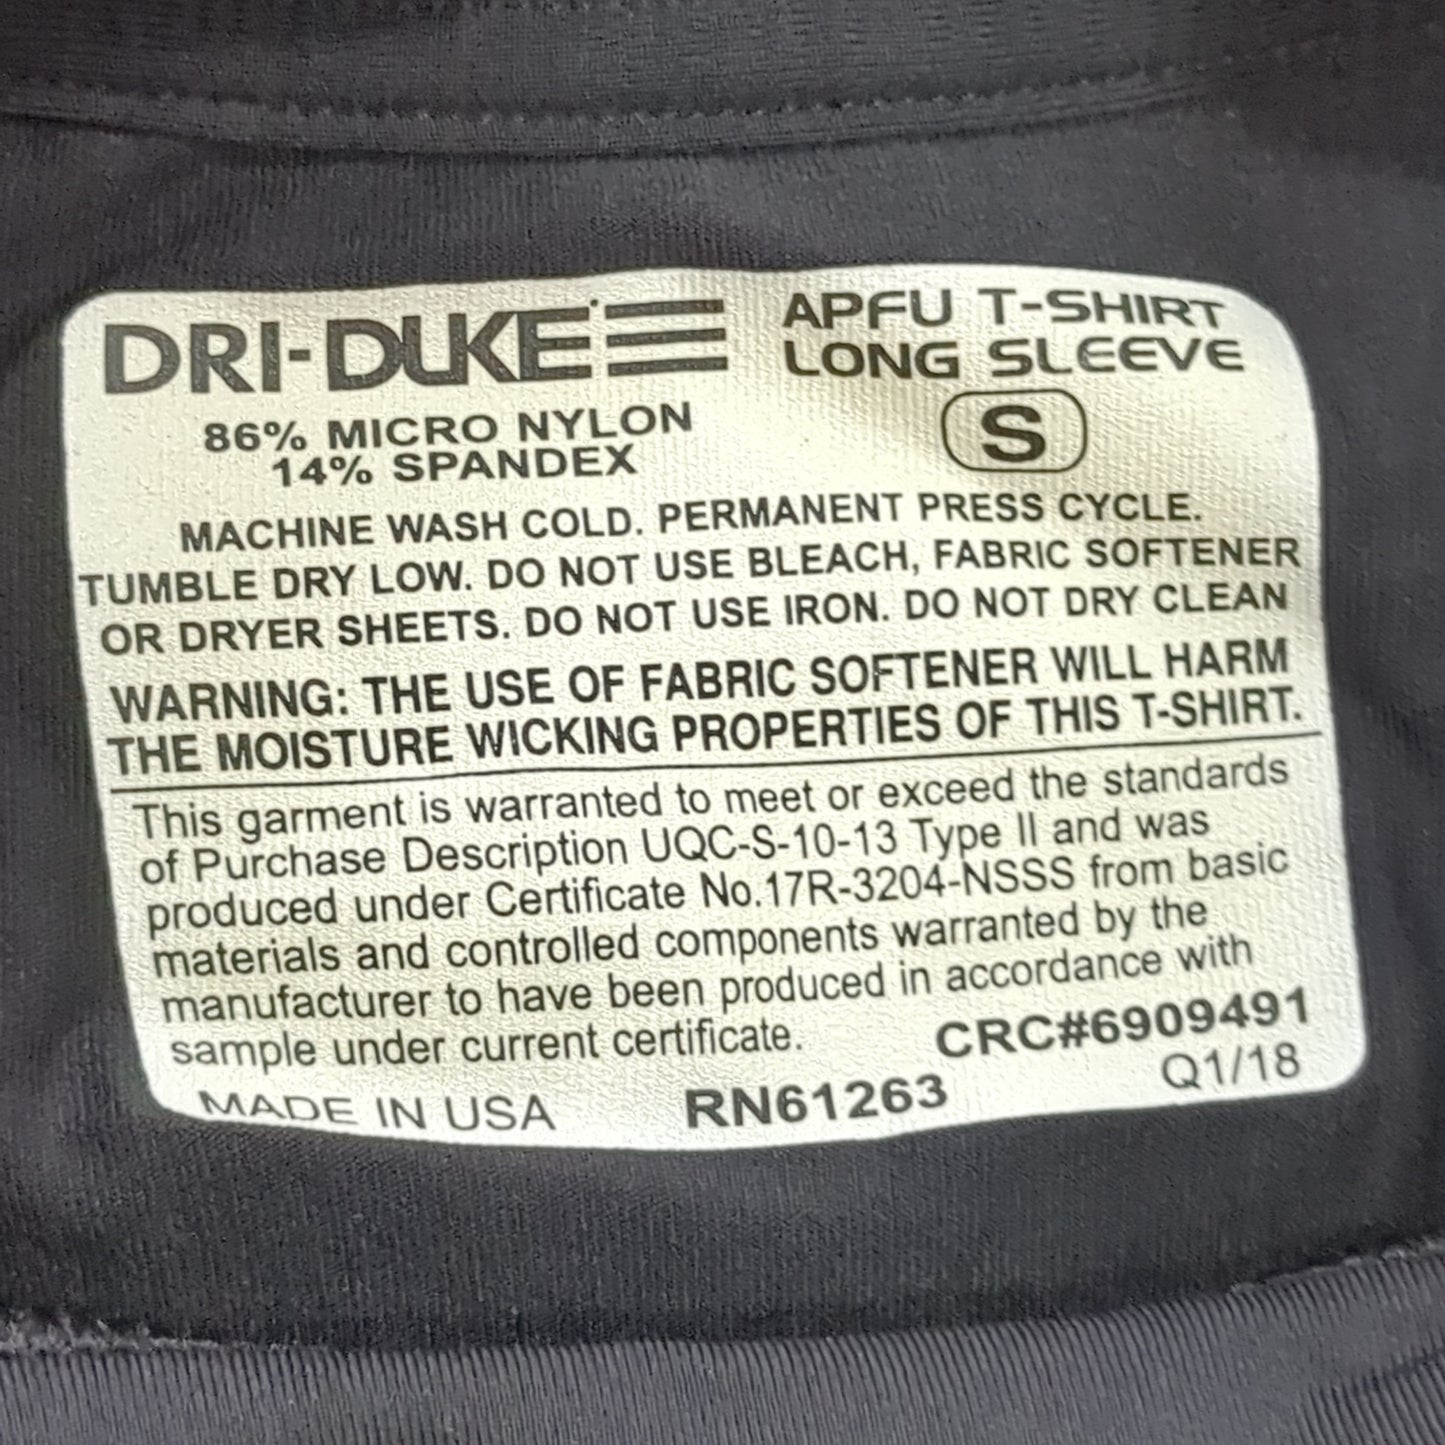 DRI-DUKE
APFU T-SHIRT
LONG SLEEVE
S
86% MICRO NYLON
14% SPANDEX
MACHINE WASH COLD. PERMANENT PRESS CYCLE.
TUMBLE DRY LOW. DO NOT USE BLEACH, FABRIC SOFTENER
OR DRYER SHEETS. DO NOT USE IRON. DO NOT DRY CLEAN
WARNING: THE USE OF FABRIC SOFTENER WILL HARM
THE MOISTURE WICKING PROPERTIES OF THIS T-SHIRT.
This garment is warranted to meet or exceed the standards
of Purchase Description UQC-S-10-13 Type II and was
produced under Certificate No.17R-3204-NSSS from basic
materials and controlled components warranted by the
manufacturer to have been produced in accordance with
sample under current certificate.
CRC#6909491
MADE IN USA
RN61263
Q1/18